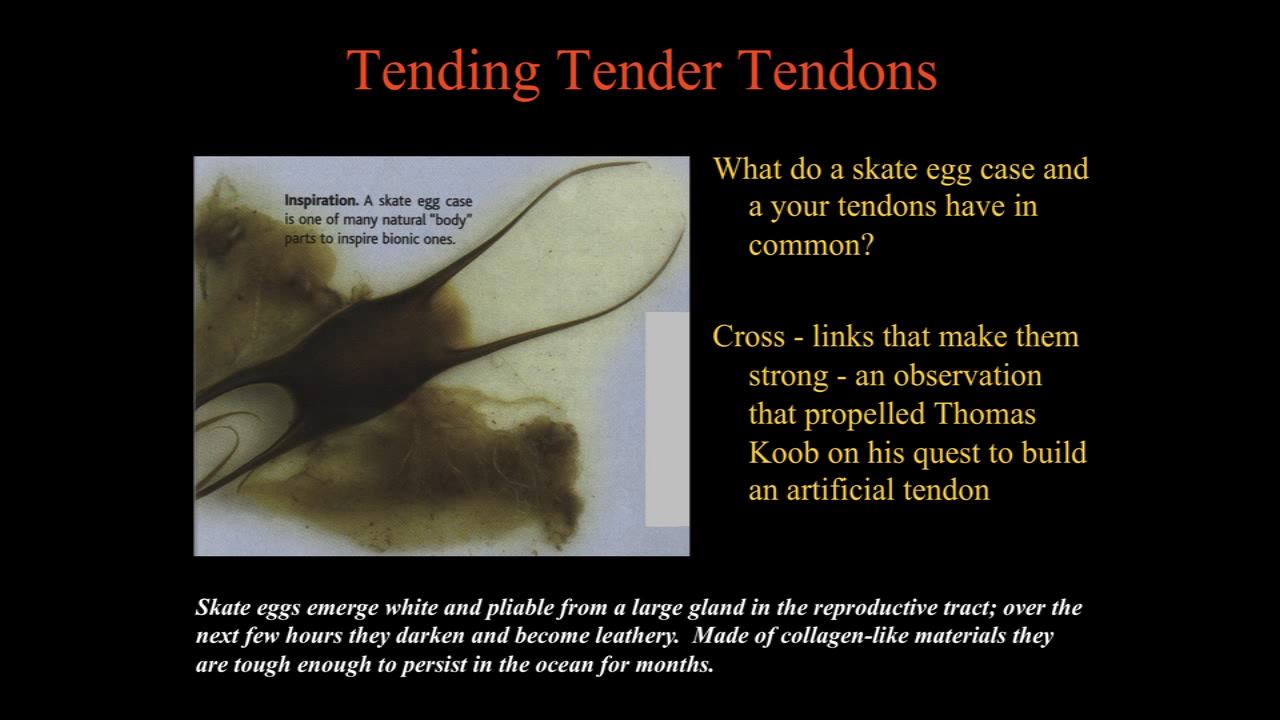 Tending Tender Tendons
Inspiration. A skate egg case
is one of many natural "body"
parts to inspire bionic ones.
What do a skate egg case and
a your tendons have in
common?
Cross - links that make them
strong - an observation
that propelled Thomas
Koob on his quest to build
an artificial tendon
Skate eggs emerge white and pliable from a large gland in the reproductive tract; over the
next few hours they darken and become leathery.  Made of collagen-like materials they
are tough enough to persist in the ocean for months.